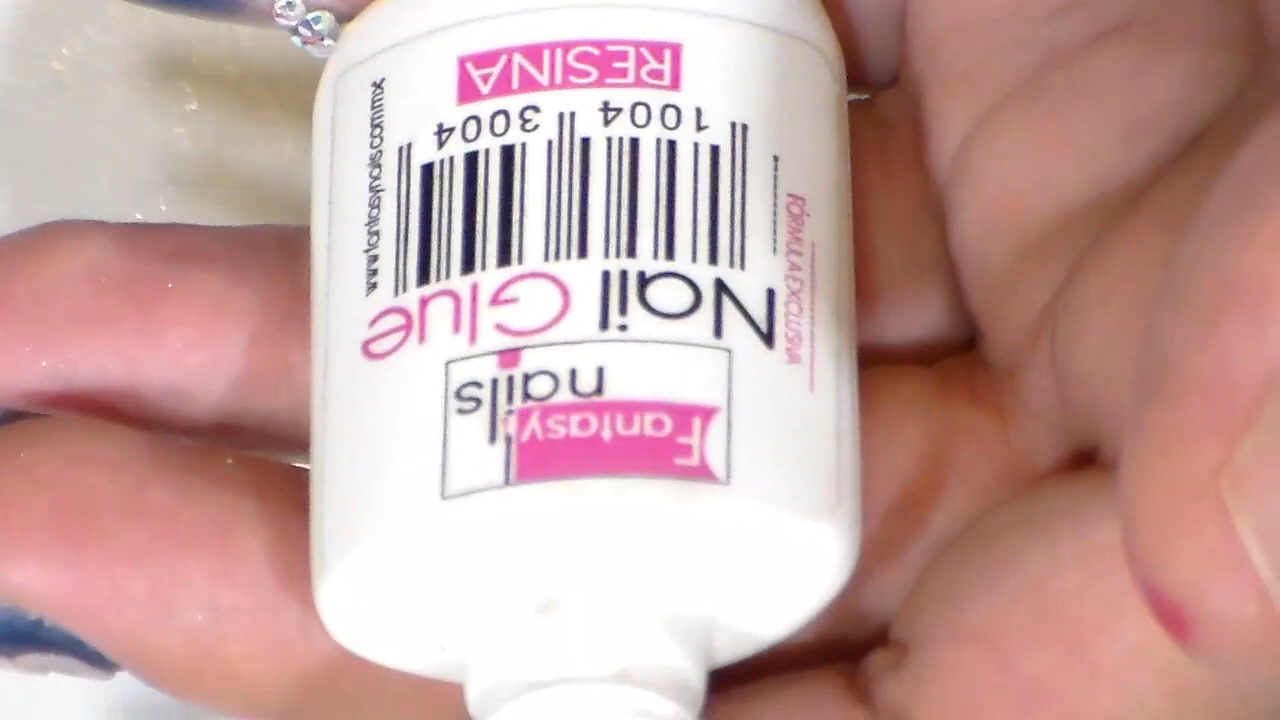 Fantasy
nails
Nail Glue
1004 3004
RESINA
FÓRMULA EXCLUSIVA
www.fantasynails.com.mx